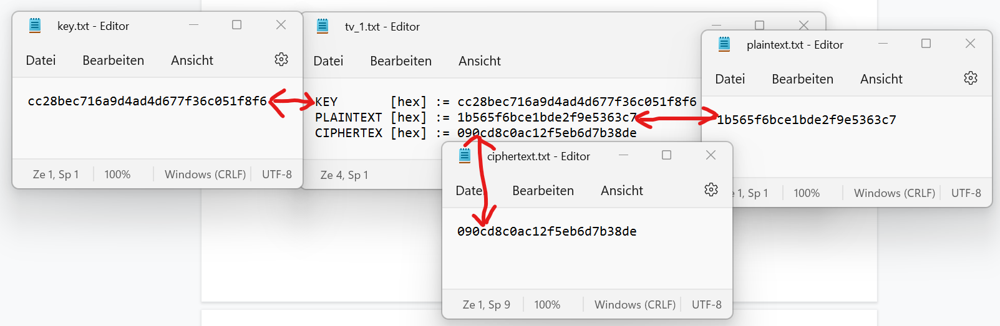 key.txt - Editor
Datei Bearbeiten Ansicht
cc28bec716a9d4ad4d677f36c051f8f6
Ze 1, Sp 1 100% Windows (CRLF) UTF-8
tv_1.txt - Editor
Datei Bearbeiten Ansicht
KEY [hex] := cc28bec716a9d4ad4d677f36c051f8f6
PLAINTEXT [hex] := 1b565f6bce1bde2f9e5363c7
CIPHERTEX [hex] := 090cd8c0ac12f5eb6d7b38de
Ze 4, Sp 1
plaintext.txt - Editor
Datei Bearbeiten Ansicht
1b565f6bce1bde2f9e5363c7
e 1, Sp 1 100% Windows (CRLF) UTF-8
ciphertext.txt - Editor
Datei Bearbeiten Ansicht
090cd8c0ac12f5eb6d7b38de
Ze 1, Sp 9 100% Windows (CRLF) UTF-8